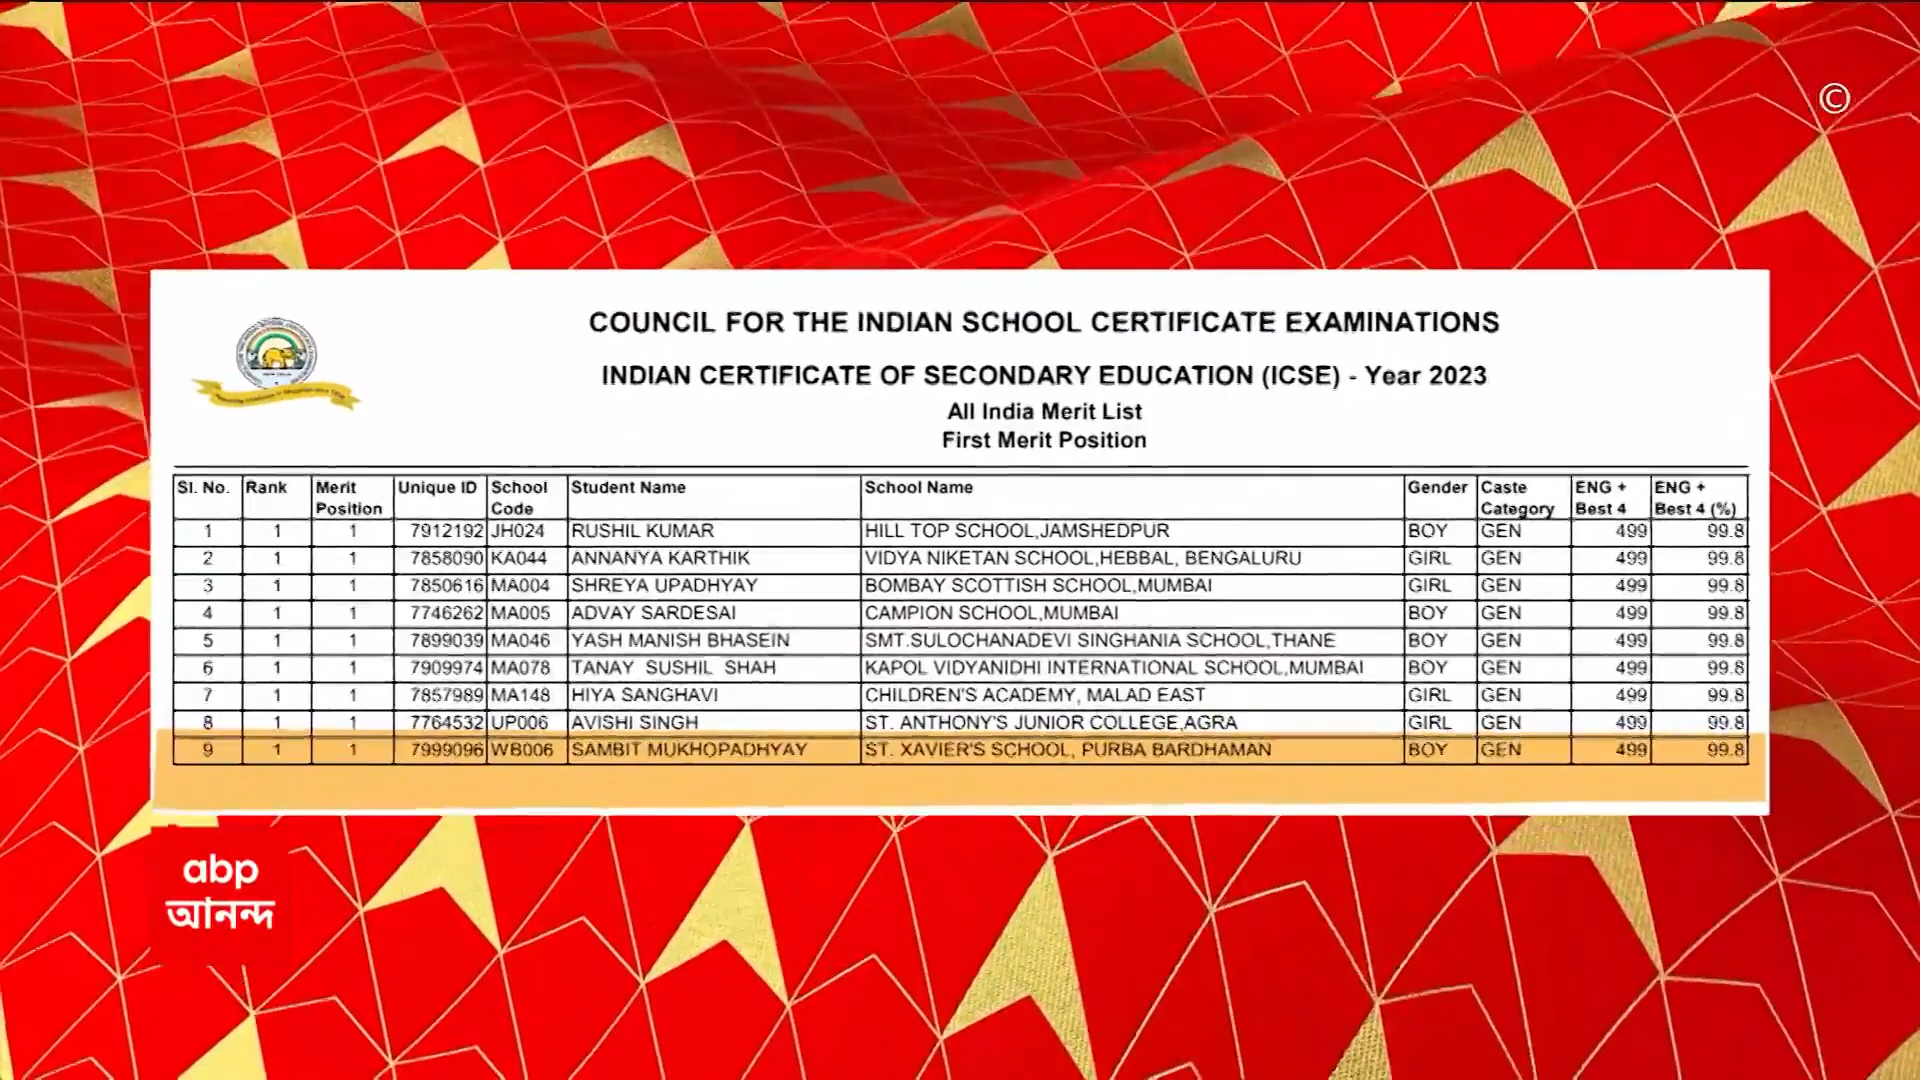 ©
COUNCIL FOR THE INDIAN SCHOOL CERTIFICATE EXAMINATIONS
INDIAN CERTIFICATE OF SECONDARY EDUCATION (ICSE) - Year 2023
All India Merit List
First Merit Position
SI. No. Rank Merit Position Unique ID School Code Student Name School Name Gender Caste Category ENG + Best 4 ENG + Best 4 (%)
1 1 1 7912192 JH024 RUSHIL KUMAR HILL TOP SCHOOL,JAMSHEDPUR BOY GEN 499 99.8
2 1 1 7858090 KA044 ANNANYA KARTHIK VIDYA NIKETAN SCHOOL,HEBBAL, BENGALURU GIRL GEN 499 99.8
3 1 1 7850616 MA004 SHREYA UPADHYAY BOMBAY SCOTTISH SCHOOL,MUMBAI GIRL GEN 499 99.8
4 1 1 7746262 MA005 ADVAY SARDESAI CAMPION SCHOOL,MUMBAI BOY GEN 499 99.8
5 1 1 7899039 MA046 YASH MANISH BHASEIN SMT.SULOCHANADEVI SINGHANIA SCHOOL,THANE BOY GEN 499 99.8
6 1 1 7909974 MA078 TANAY SUSHIL SHAH KAPOL VIDYANIDHI INTERNATIONAL SCHOOL,MUMBAI BOY GEN 499 99.8
7 1 1 7857989 MA148 HIYA SANGHAVI CHILDREN'S ACADEMY, MALAD EAST GIRL GEN 499 99.8
8 1 1 7764532 UP006 AVISHI SINGH ST. ANTHONY'S JUNIOR COLLEGE,AGRA GIRL GEN 499 99.8
9 1 1 7999096 WB006 SAMBIT MUKHOPADHYAY ST. XAVIER'S SCHOOL, PURBA BARDHAMAN BOY GEN 499 99.8
abp
আনন্দ